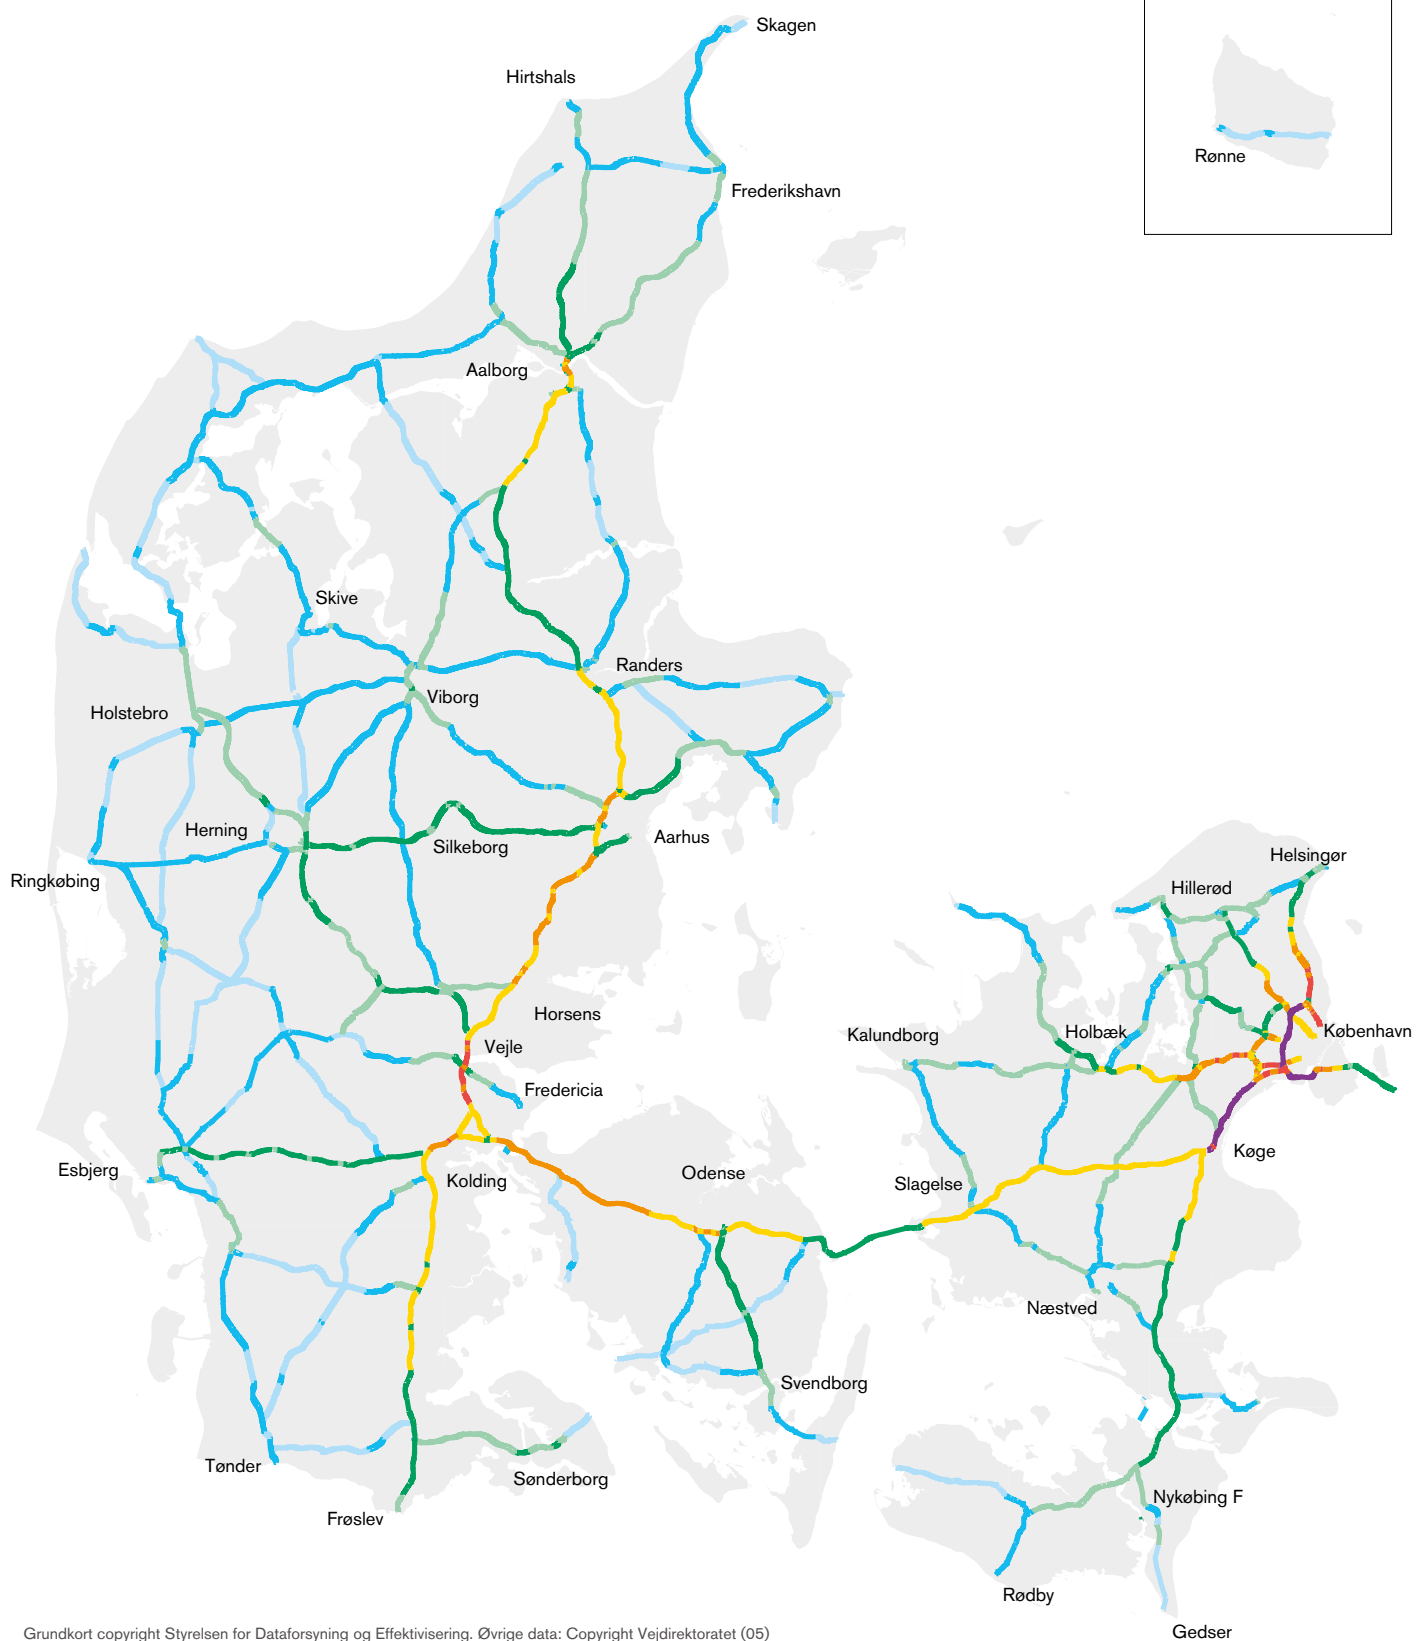 Skagen
Hirtshals
Rønne
Frederikshavn
Aalborg
Skive
Randers
Viborg
Holstebro
Herning
Aarhus
Silkeborg
Helsingør
Ringkøbing
Hillerød
Horsens
Kalundborg
Holbæk
København
Vejle
Fredericia
Køge
Esbjerg
Odense
Kolding
Slagelse
Næstved
Svendborg
Tønder
Sønderborg
Nykøbing F
Frøslev
Rødby
Gedser
Grundkort copyright Styrelsen for Dataforsyning og Effektivisering. Øvrige data: Copyright Vejdirektoratet (05)